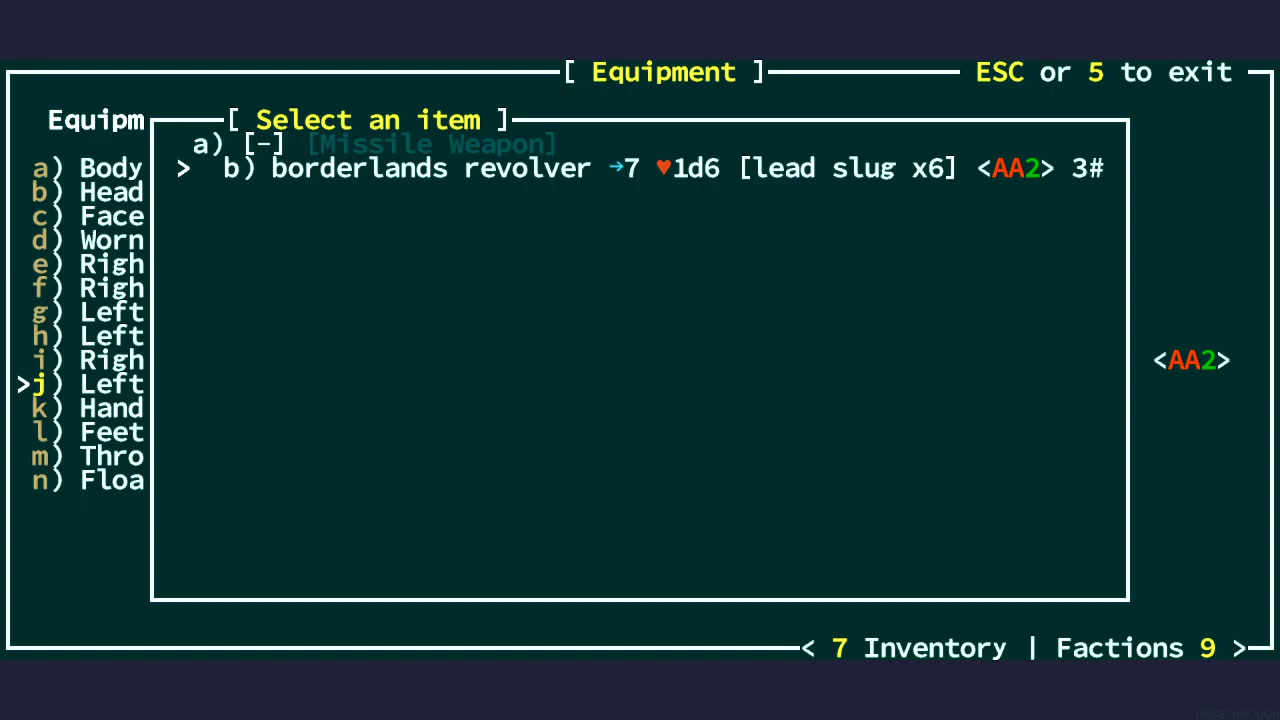 [ Equipment ] ESC or 5 to exit
Equipm [ Select an item ]
a) [-] [Missile Weapon]
> b) borderlands revolver →7 ♥1d6 [lead slug x6] <AA2> 3#
a) Body
b) Head
c) Face
d) Worn
e) Righ
f) Righ
g) Left
h) Left
i) Righ <AA2>
>j) Left
k) Hand
l) Feet
m) Thro
n) Floa
< 7 Inventory | Factions 9 >